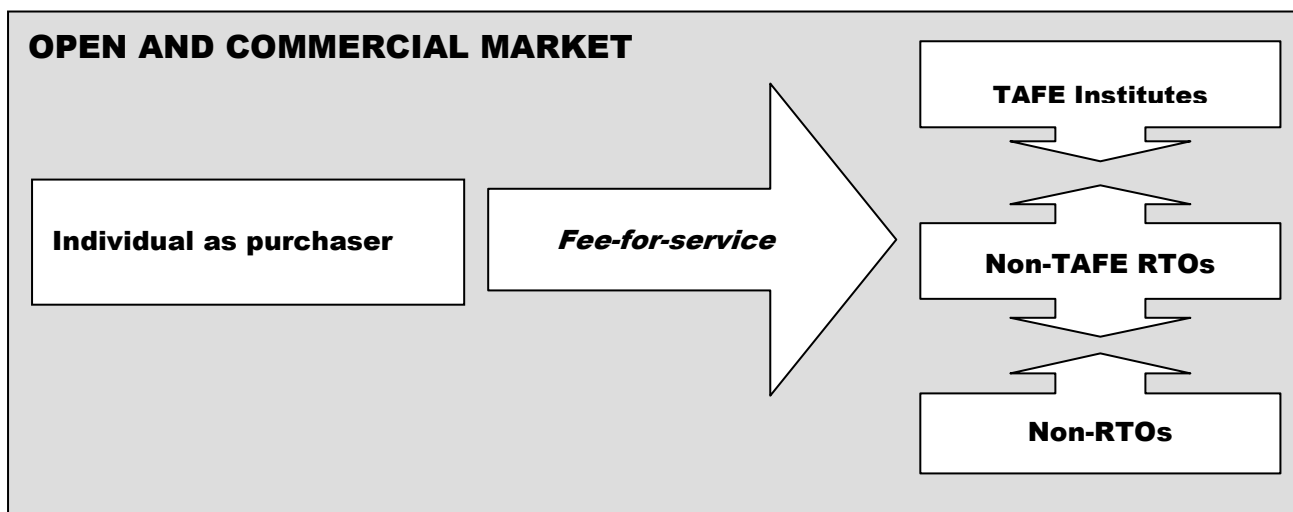 OPEN AND COMMERCIAL MARKET
TAFE Institutes
Individual as purchaser
Fee-for-service
Non-TAFE RTOs
Non-RTOs